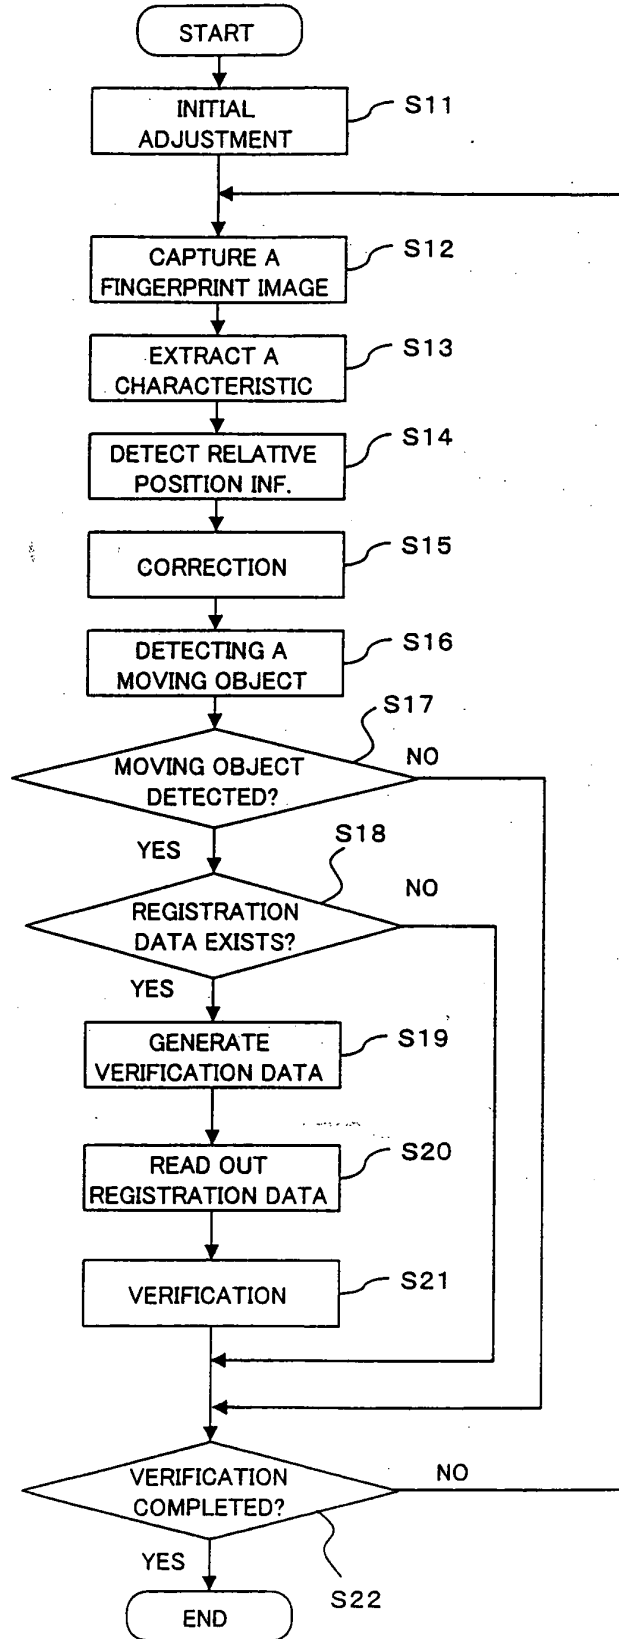 START
INITIAL
ADJUSTMENT
S11
CAPTURE A
FINGERPRINT IMAGE
S12
EXTRACT A
CHARACTERISTIC
S13
DETECT RELATIVE
POSITION INF.
S14
CORRECTION
S15
DETECTING A
MOVING OBJECT
S16
S17
MOVING OBJECT
DETECTED?
NO
YES
S18
REGISTRATION
DATA EXISTS?
NO
YES
GENERATE
VERIFICATION DATA
S19
READ OUT
REGISTRATION DATA
S20
VERIFICATION
S21
VERIFICATION
COMPLETED?
NO
YES
S22
END